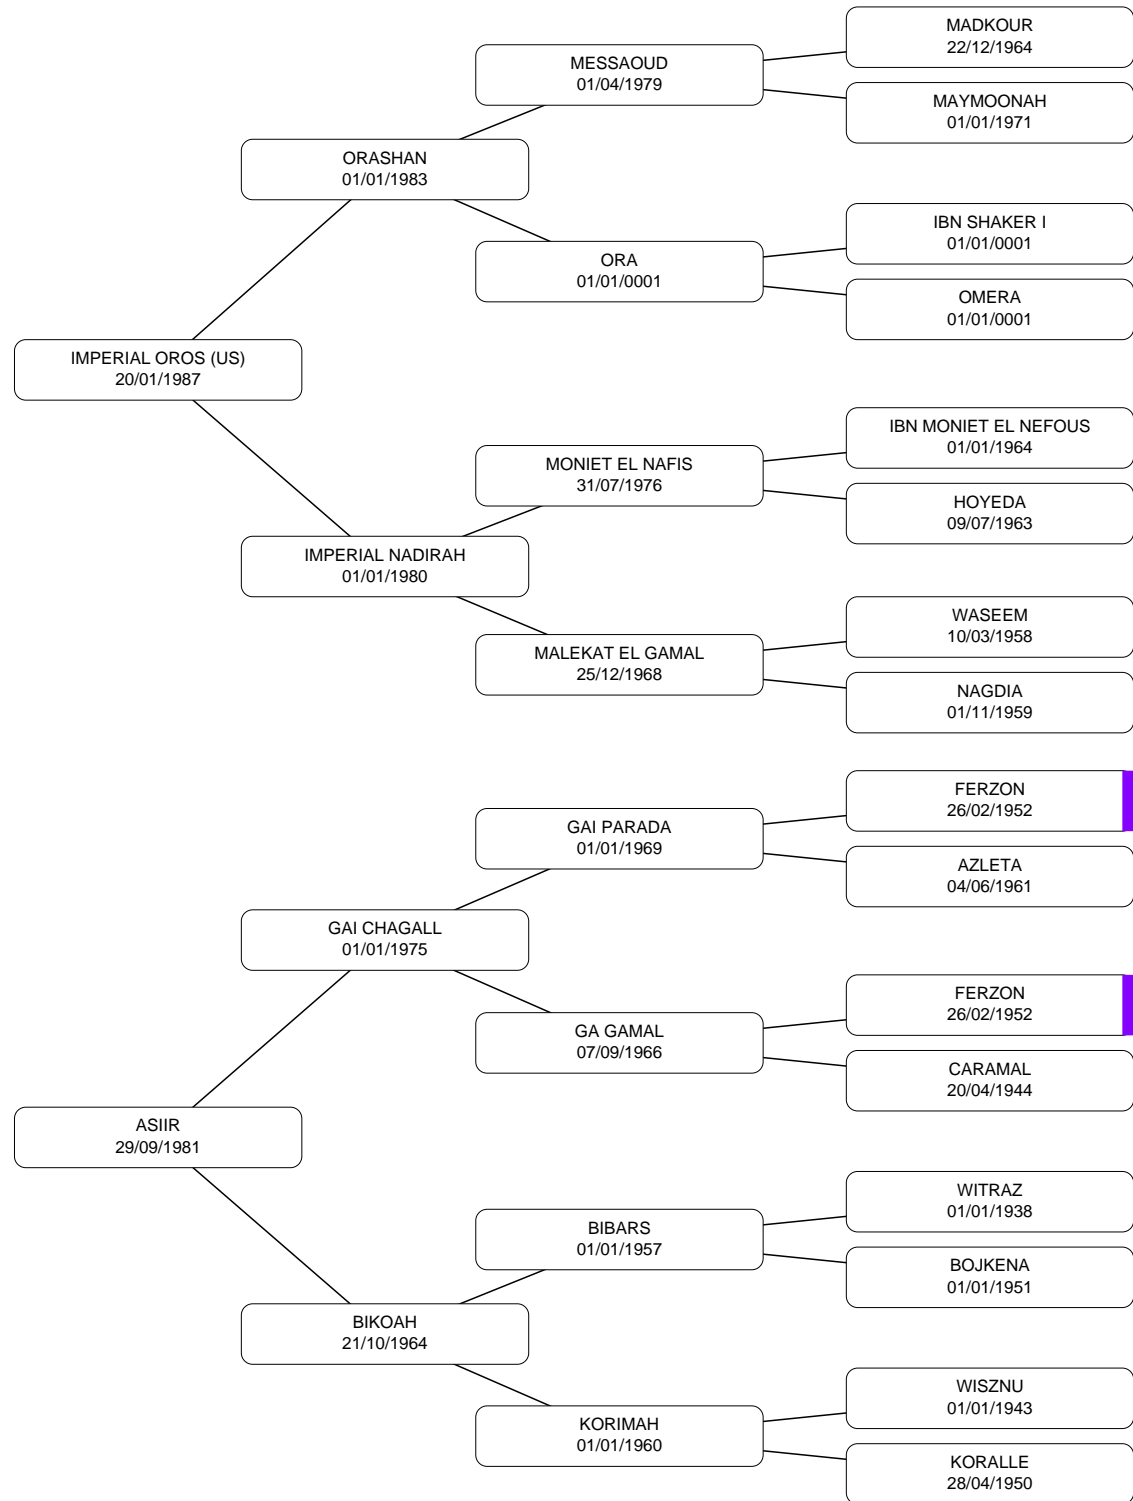 MADKOUR
22/12/1964
MESSAOUD
01/04/1979
MAYMOONAH
01/01/1971
ORASHAN
01/01/1983
IBN SHAKER I
01/01/0001
ORA
01/01/0001
OMERA
01/01/0001
IMPERIAL OROS (US)
20/01/1987
IBN MONIET EL NEFOUS
01/01/1964
MONIET EL NAFIS
31/07/1976
HOYEDA
09/07/1963
IMPERIAL NADIRAH
01/01/1980
WASEEM
10/03/1958
MALEKAT EL GAMAL
25/12/1968
NAGDIA
01/11/1959
FERZON
26/02/1952
GAI PARADA
01/01/1969
AZLETA
04/06/1961
GAI CHAGALL
01/01/1975
FERZON
26/02/1952
GA GAMAL
07/09/1966
CARAMAL
20/04/1944
ASIIR
29/09/1981
WITRAZ
01/01/1938
BIBARS
01/01/1957
BOJKENA
01/01/1951
BIKOAH
21/10/1964
WISZNU
01/01/1943
KORIMAH
01/01/1960
KORALLE
28/04/1950